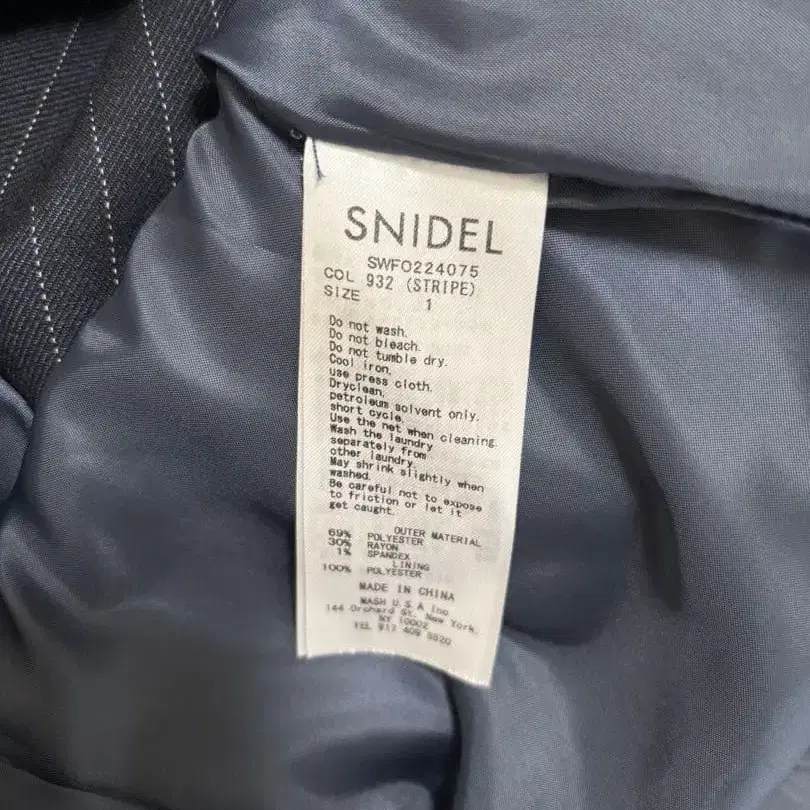 SNIDEL
SWFO224075
COL 932 (STRIPE)
SIZE 1
Do not wash.
Do not bleach.
Do not tumble dry.
Cool iron,
use press cloth.
Dryclean,
petroleum solvent only.
short cycle.
Use the net when cleaning.
Wash the laundry
separately from
other laundry.
May shrink slightly when
washed.
Be careful not to expose
to friction or let it
get caught.
OUTER MATERIAL
69% POLYESTER
30% RAYON
1% SPANDEX
LINING
100% POLYESTER
MADE IN CHINA
MASH U.S.A Inc
144 Orchard St. New York,
NY 10002
TEL 917 409 5520